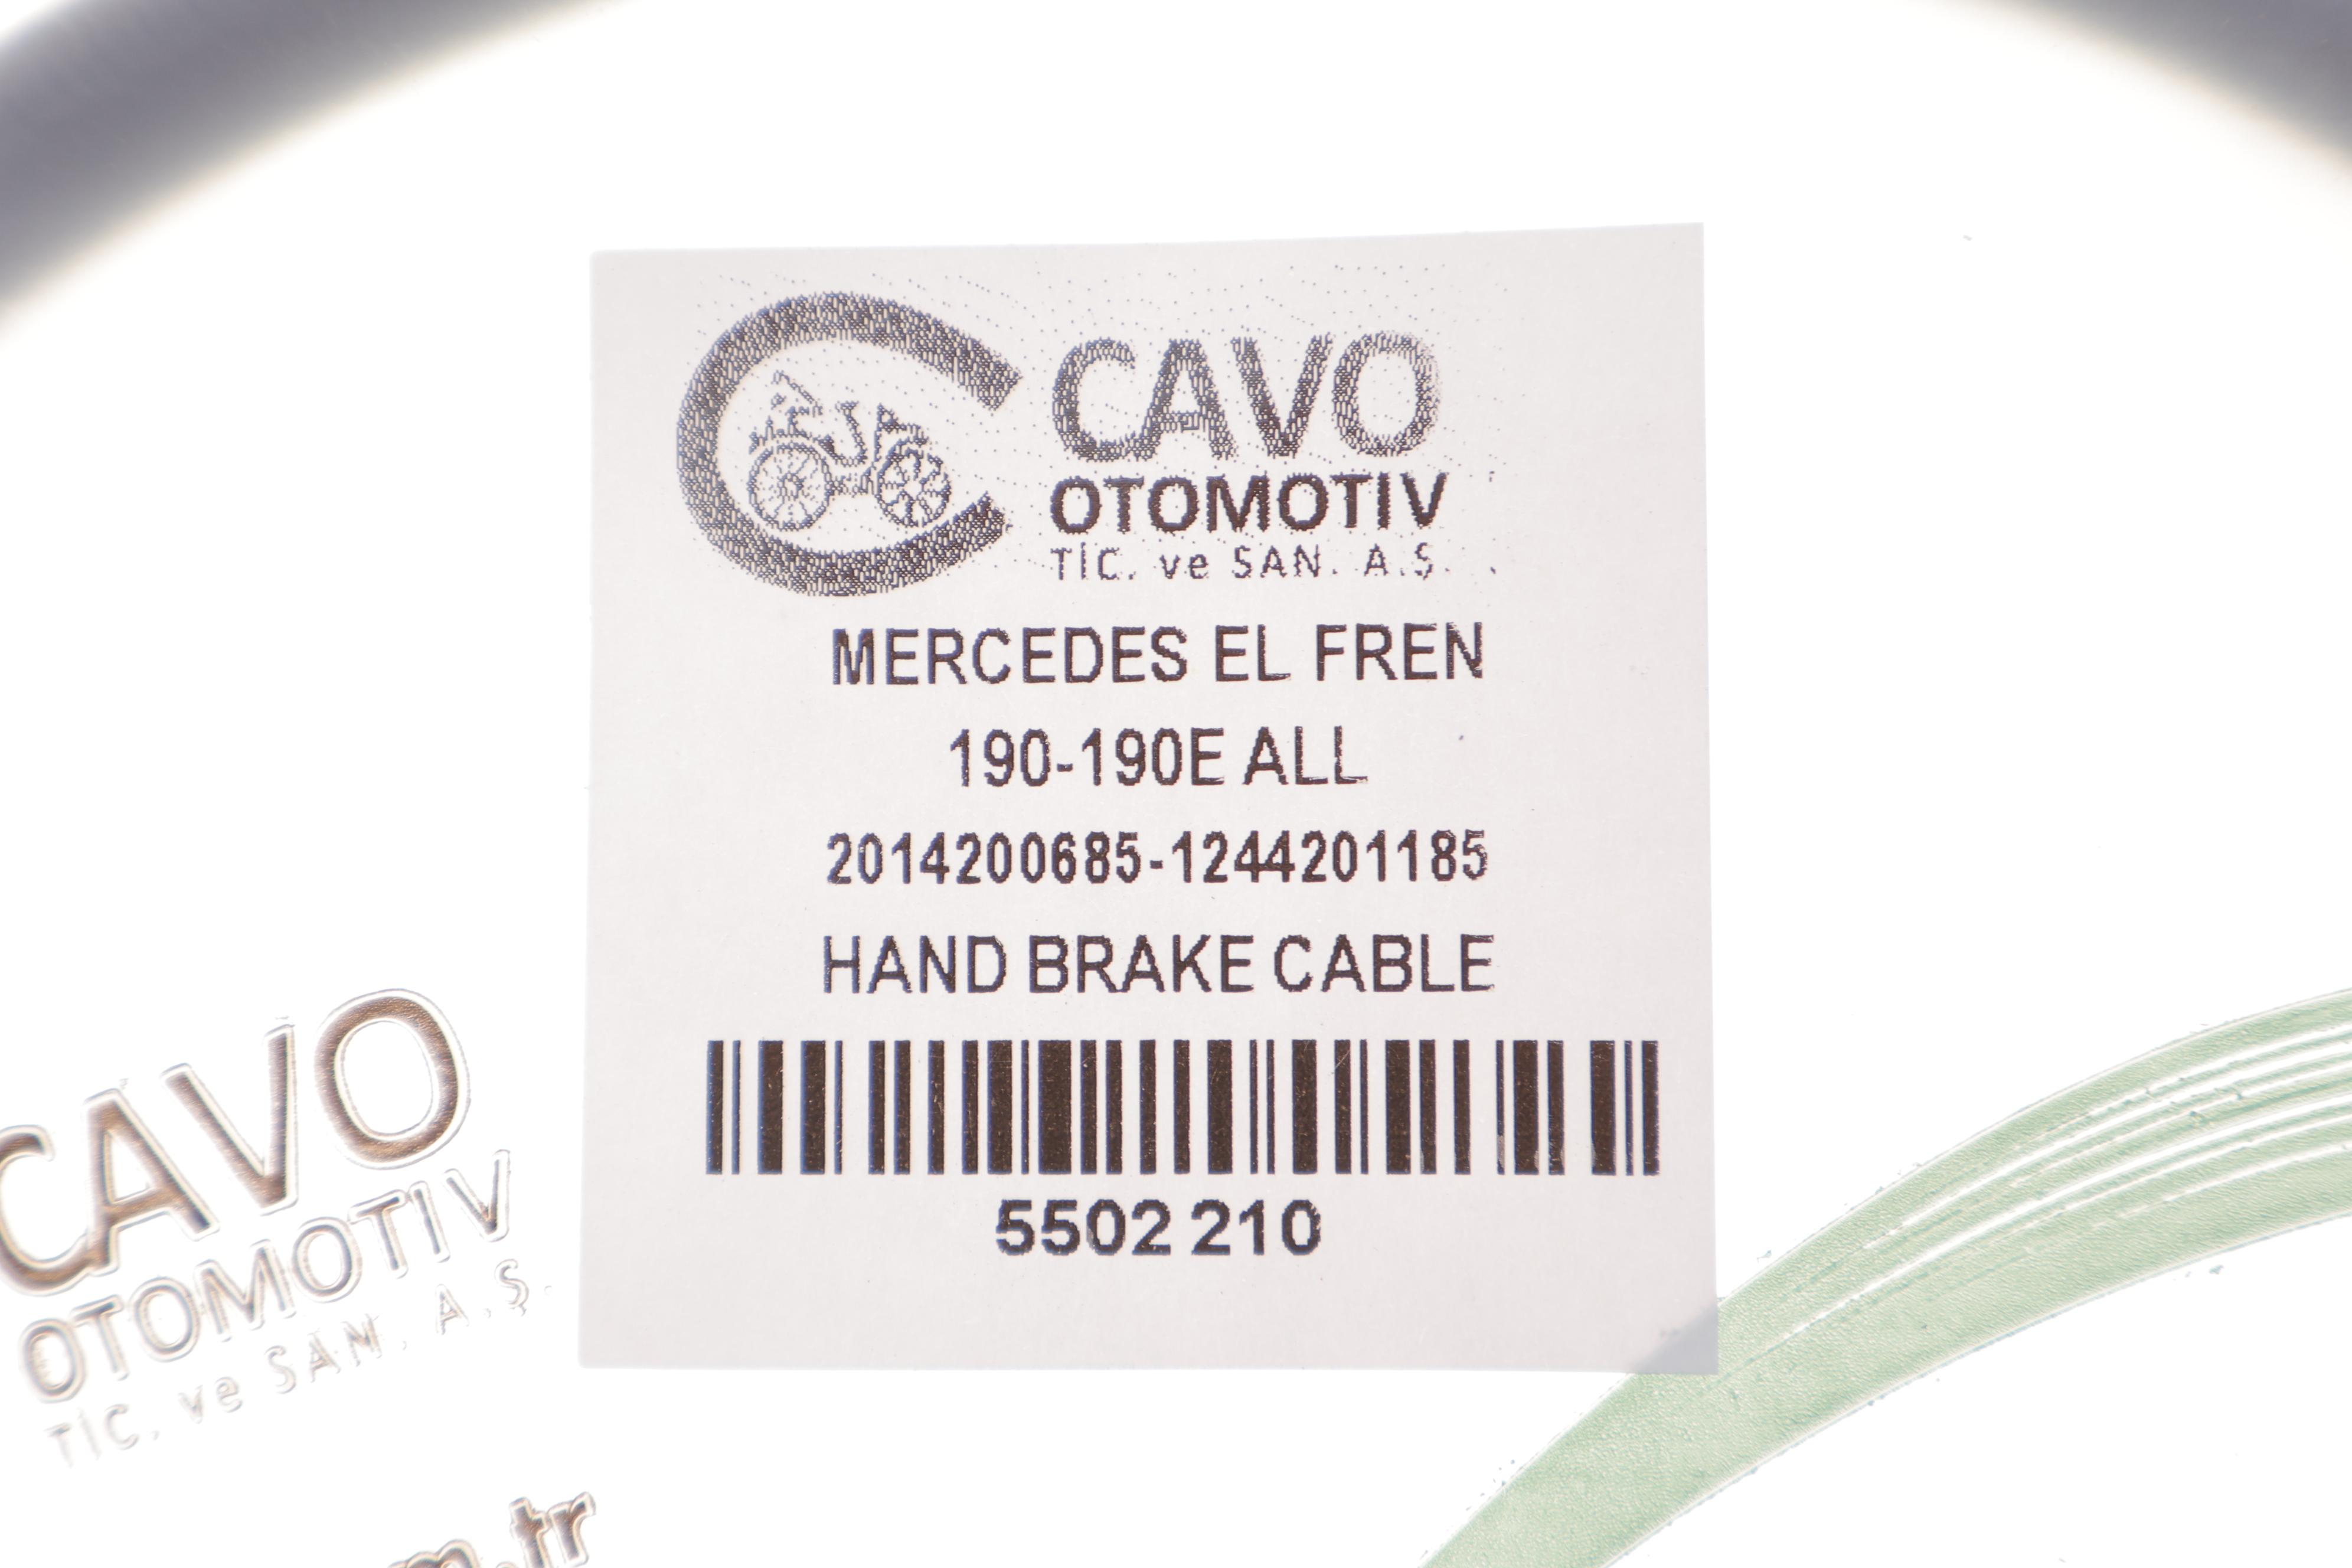 CAVO
OTOMOTIV
TİC. ve SAN. A.Ş.
MERCEDES EL FREN
190-190E ALL
2014200685-1244201185
HAND BRAKE CABLE
5502 210
CAVO
OTOMOTIV
TİC. ve SAN. A.Ş.
m.tr